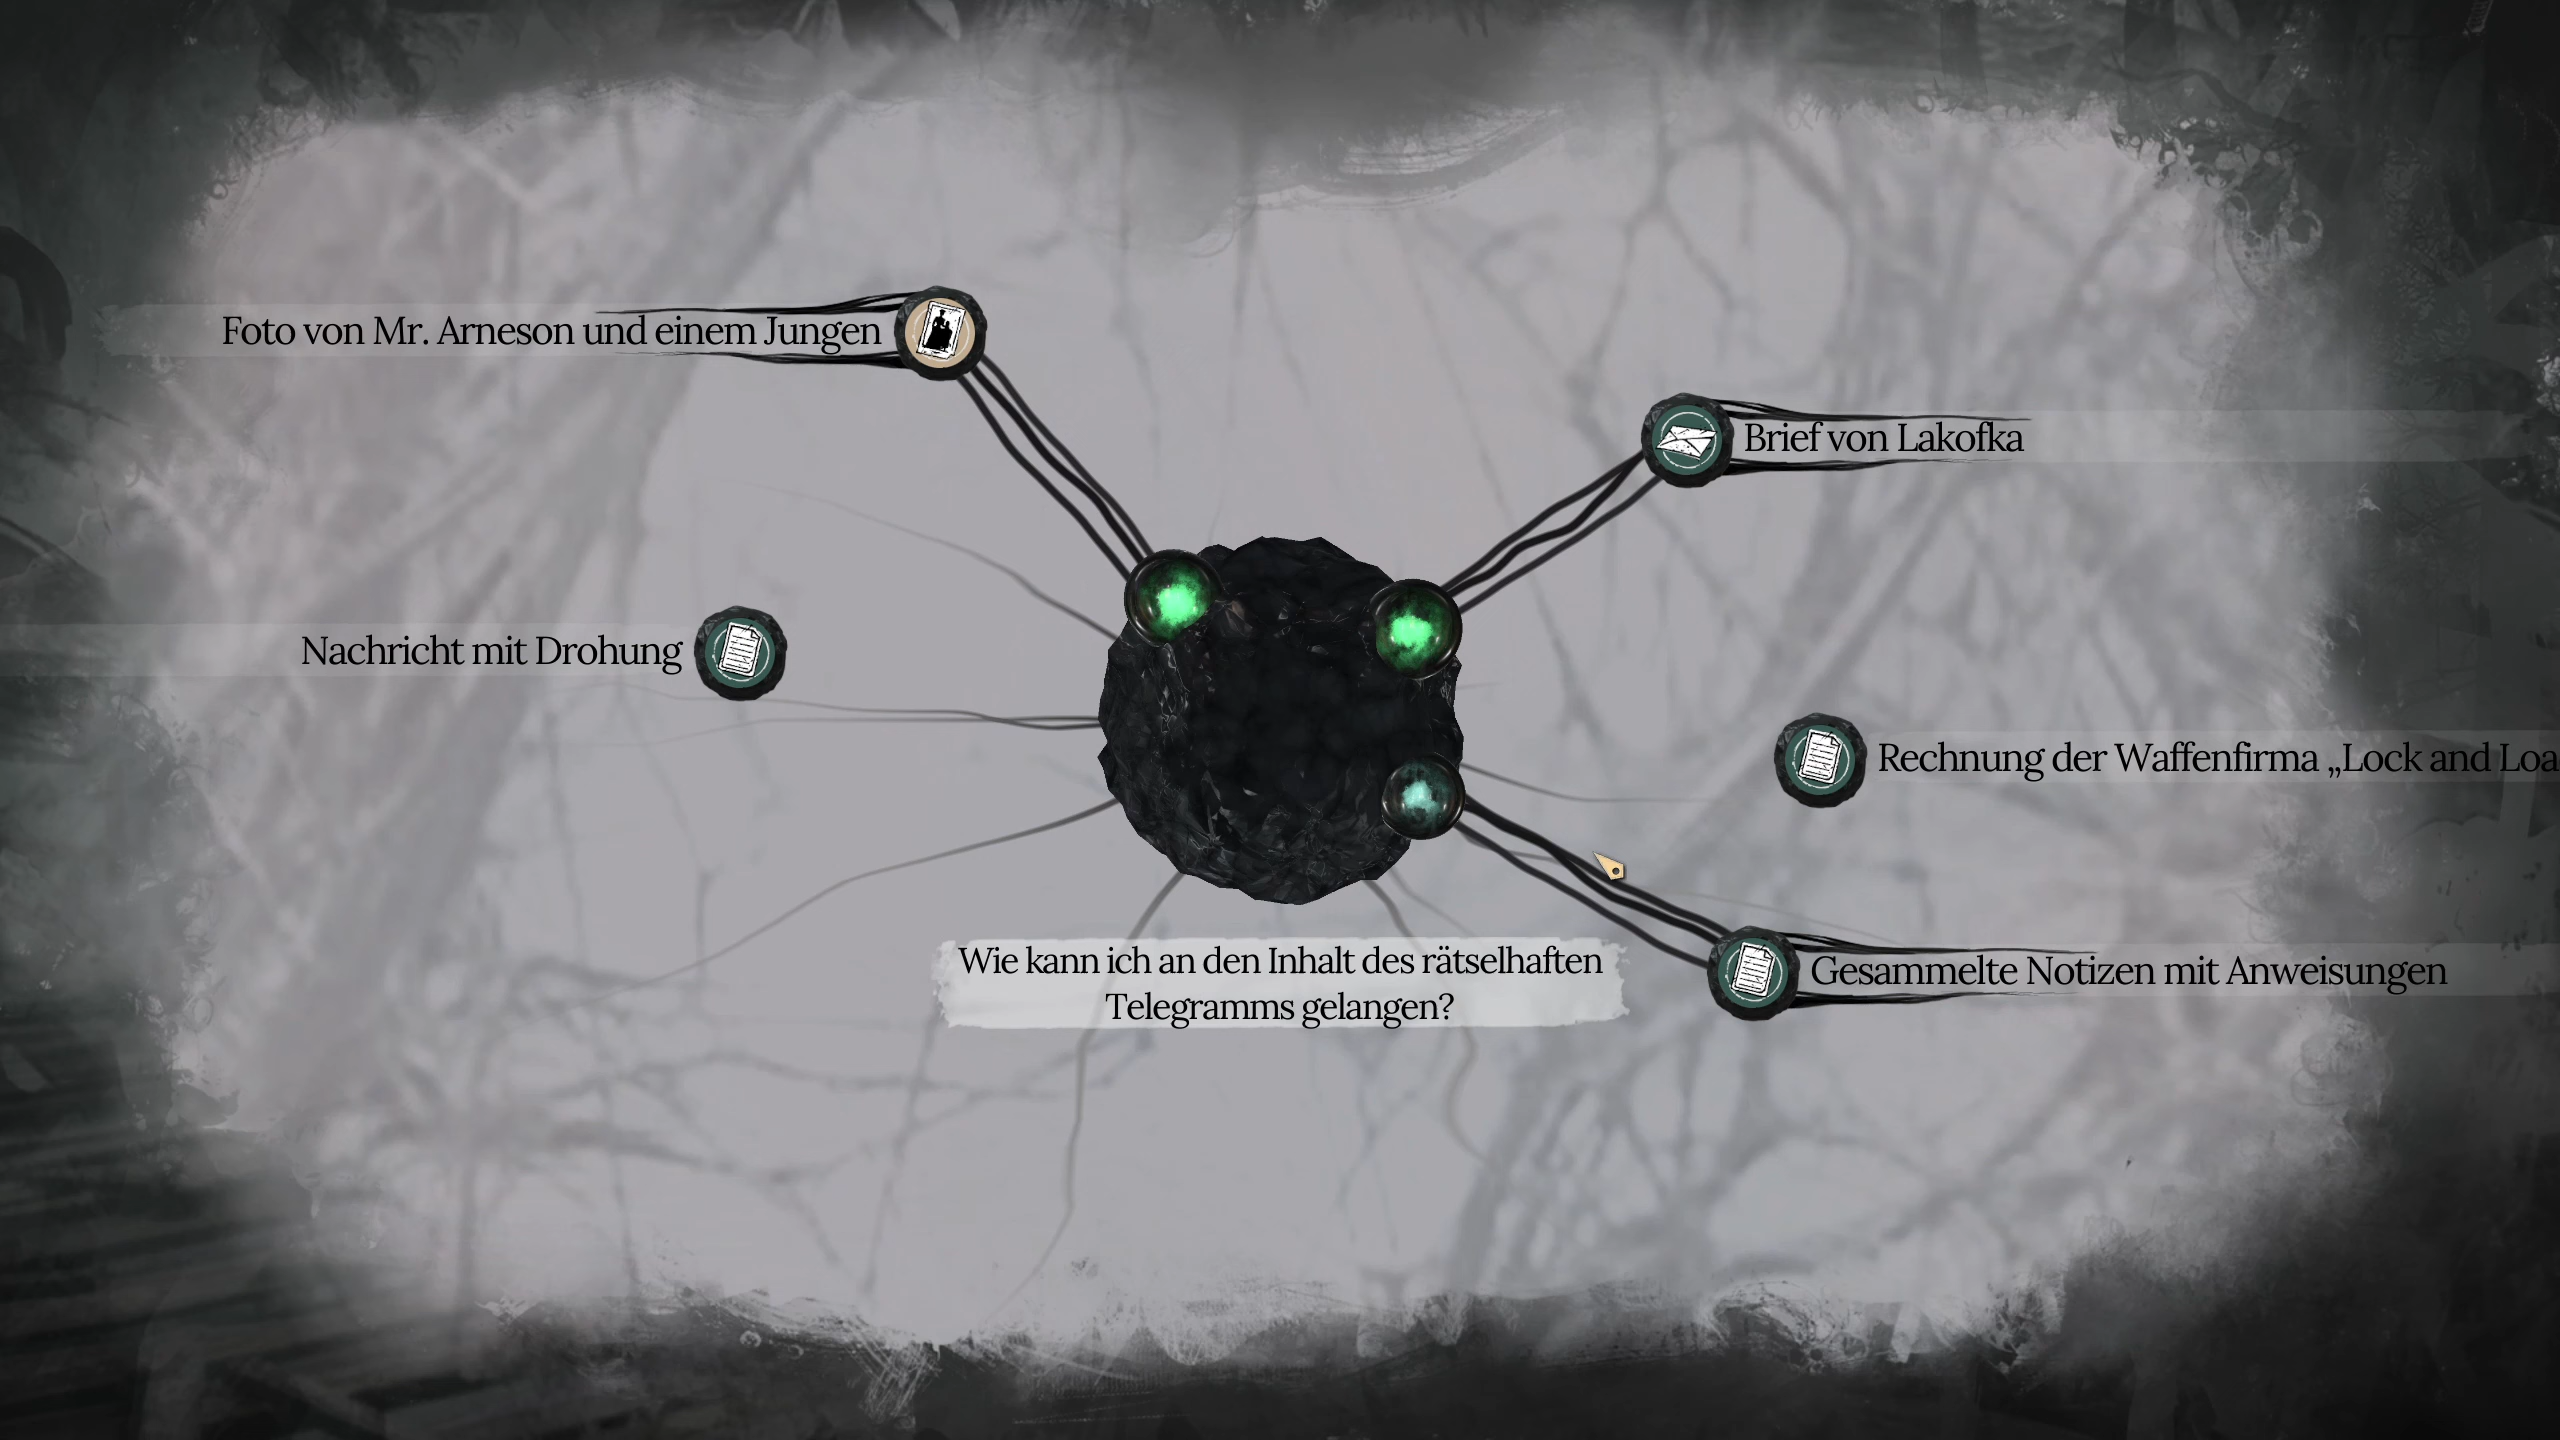 Foto von Mr. Arneson und einem Jungen
Brief von Lakofka
Nachricht mit Drohung
Rechnung der Waffenfirma „Lock and Loa
Gesammelte Notizen mit Anweisungen
Wie kann ich an den Inhalt des rätselhaften
Telegramms gelangen?